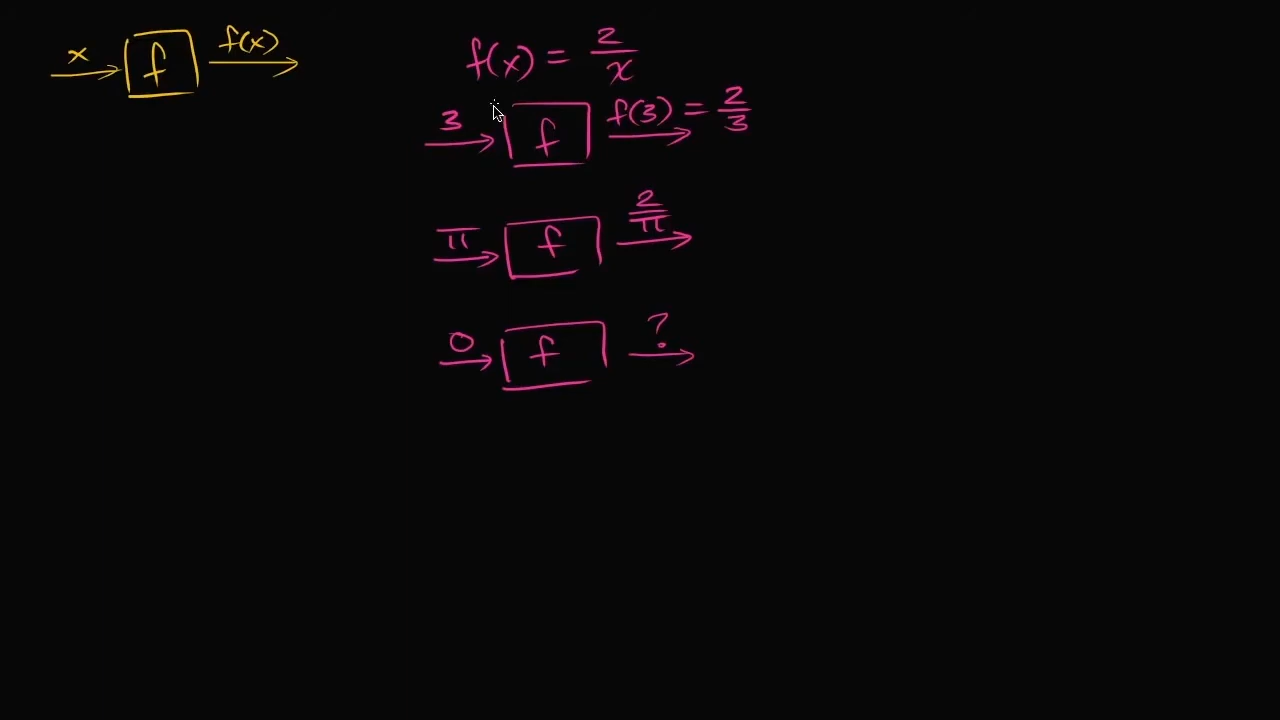 x f f(x)
f(x) = 2/x
3 f f(3) = 2/3
π f 2/π
0 f ?